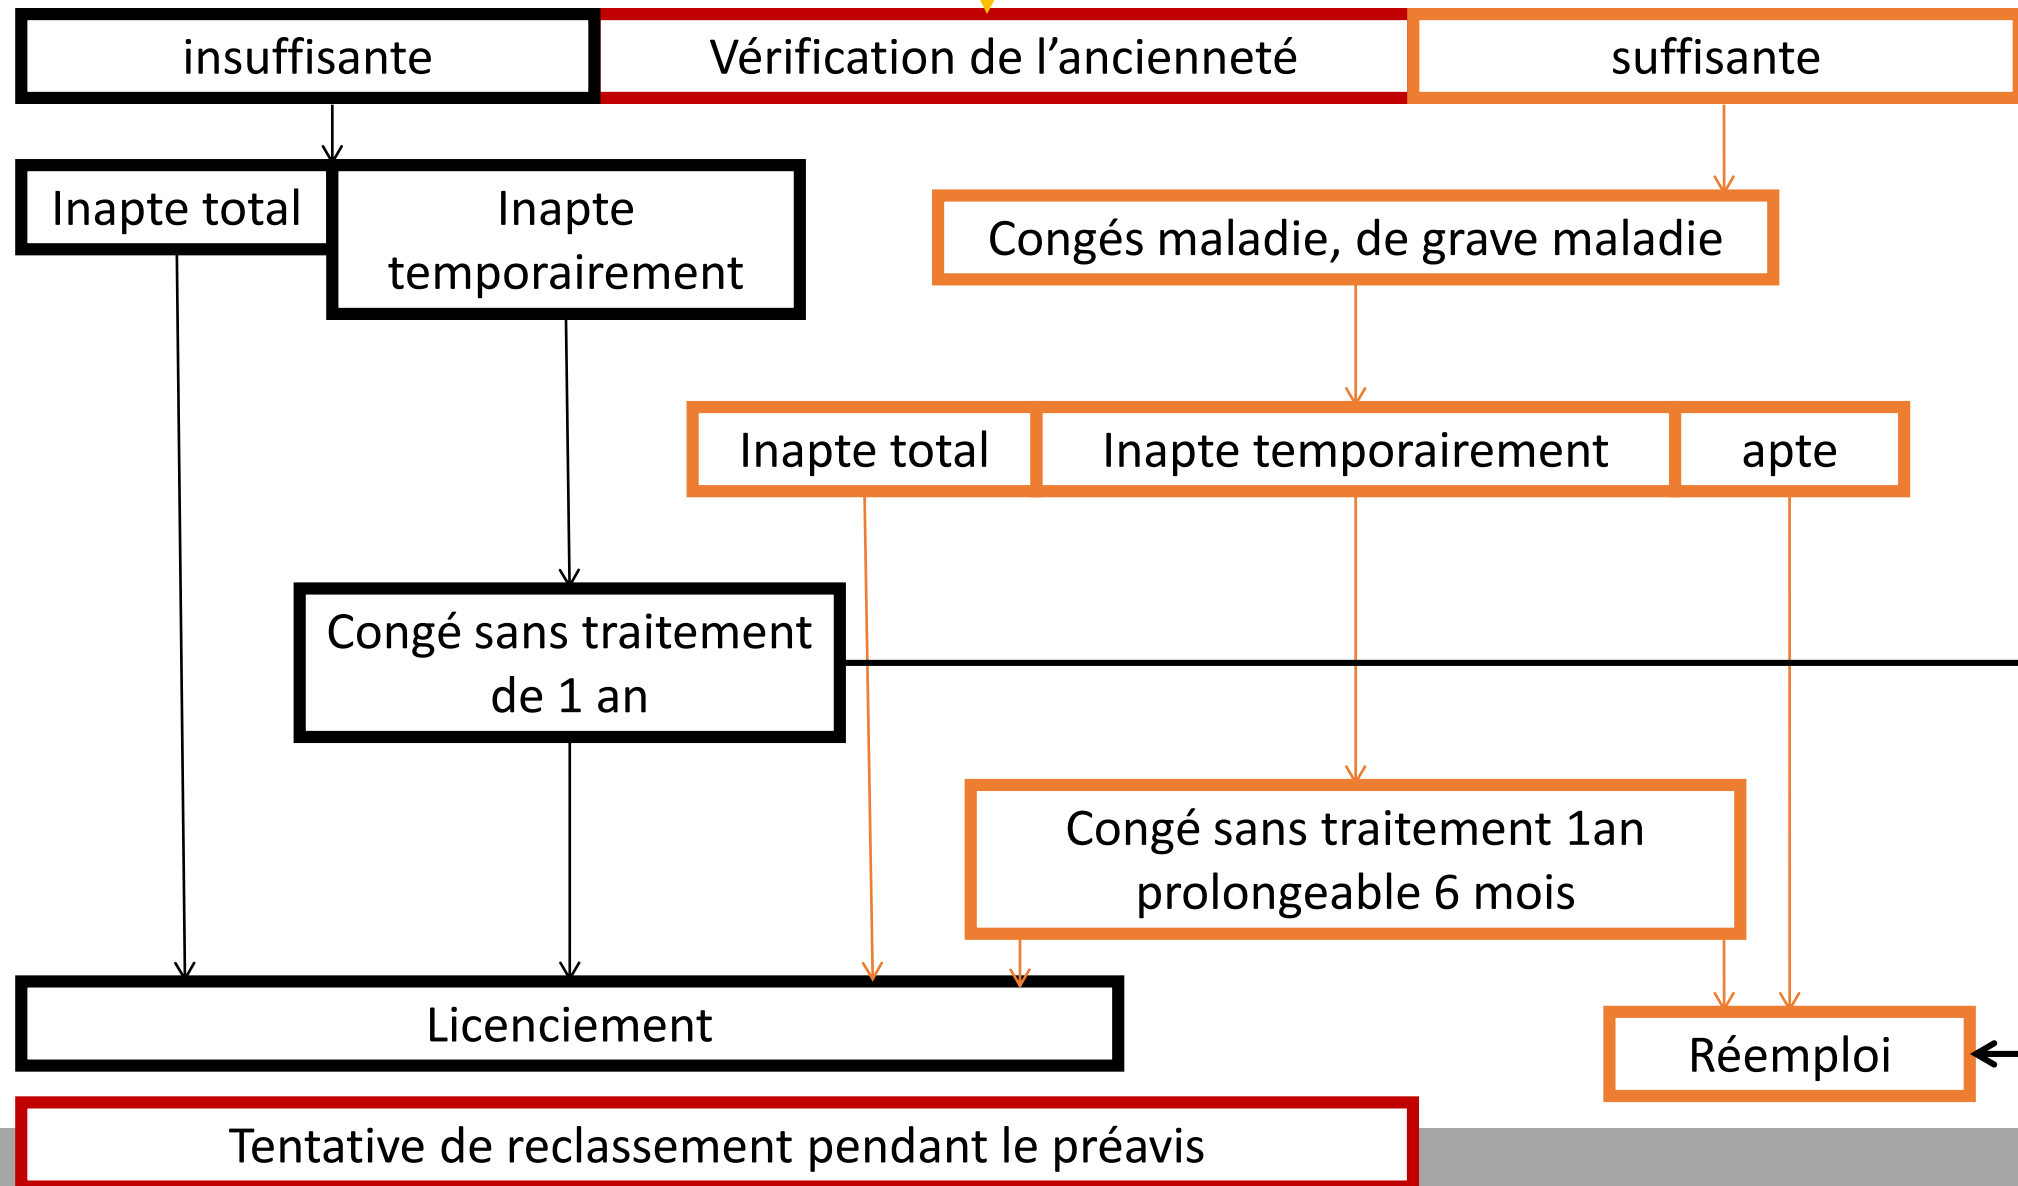 insuffisante
Vérification de l’ancienneté
suffisante
Inapte total
Inapte
temporairement
Congés maladie, de grave maladie
Inapte total
Inapte temporairement
apte
Congé sans traitement
de 1 an
Congé sans traitement 1an
prolongeable 6 mois
Licenciement
Réemploi
Tentative de reclassement pendant le préavis